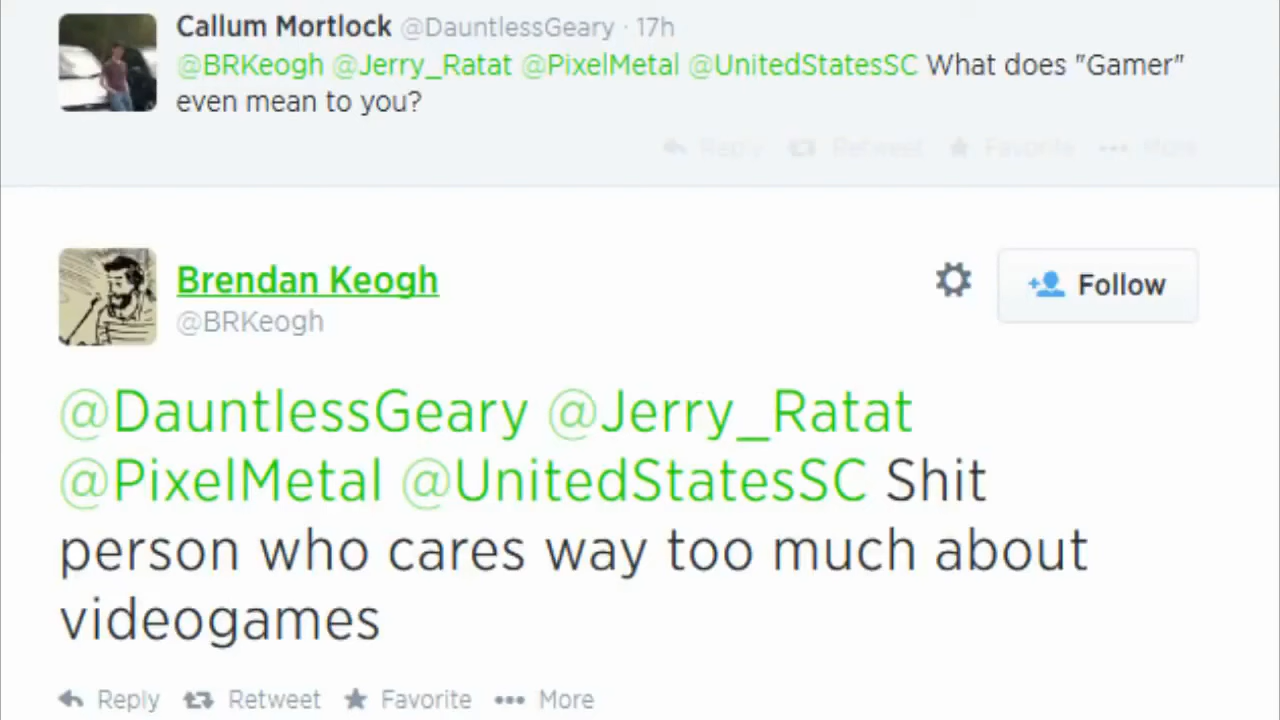 Callum Mortlock @DauntlessGeary · 17h
@BRKeogh @Jerry_Ratat @PixelMetal @UnitedStatesSC What does "Gamer"
even mean to you?
Reply Retweet Favorite More
Brendan Keogh
Follow
@BRKeogh
@DauntlessGeary @Jerry_Ratat
@PixelMetal @UnitedStatesSC Shit
person who cares way too much about
videogames
Reply Retweet Favorite More